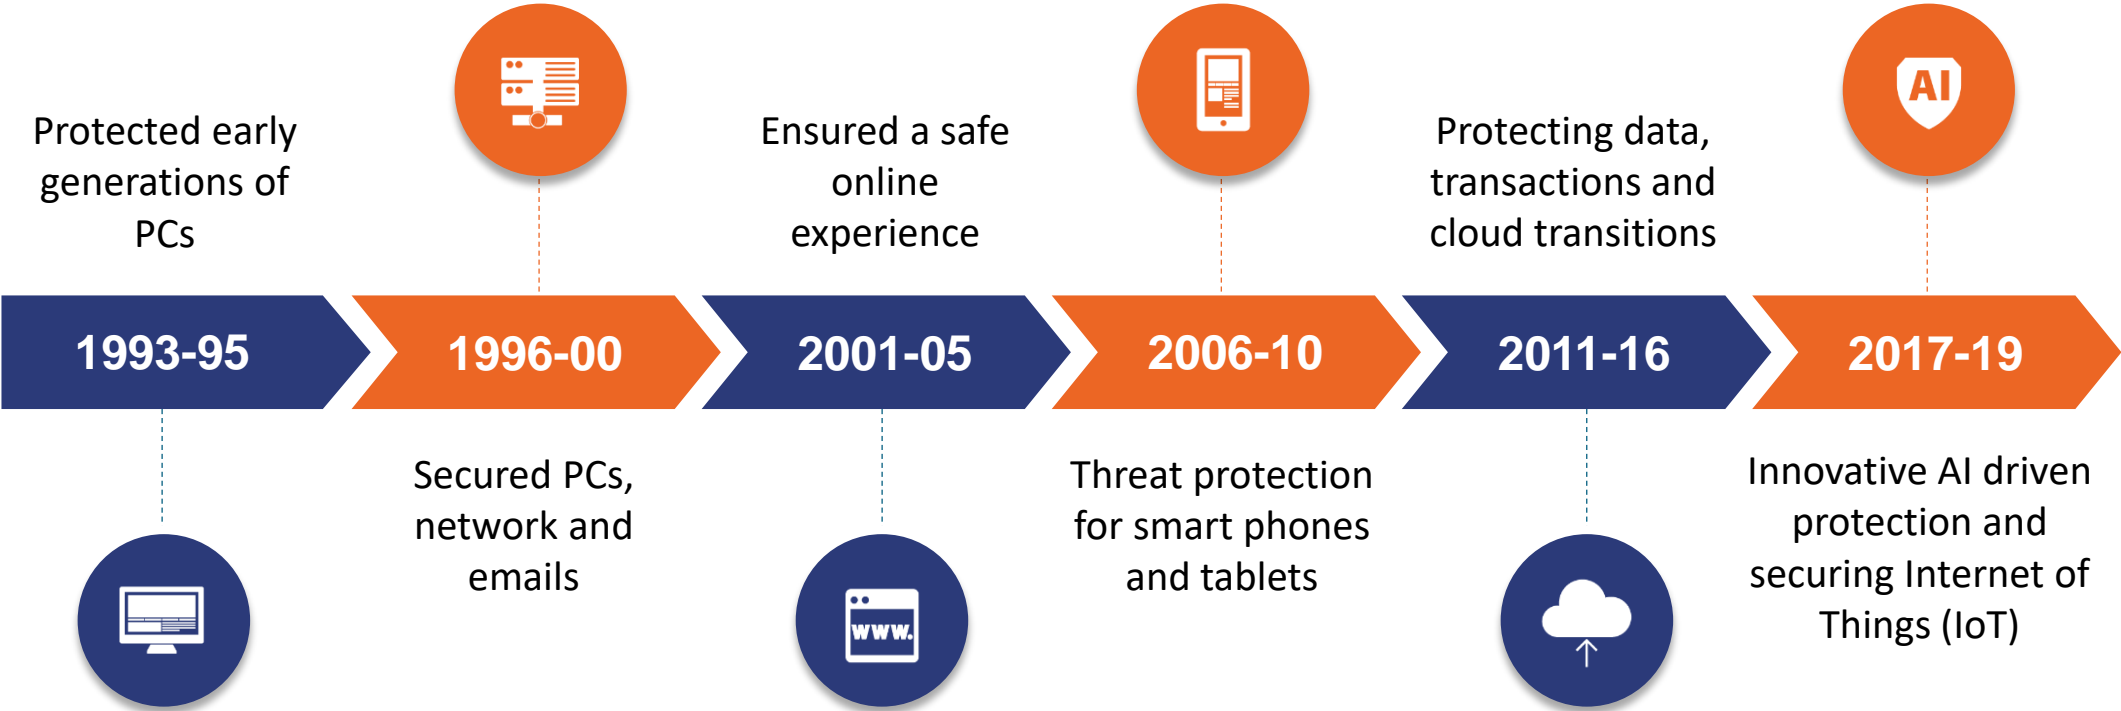 Protected early
generations of
PCs
1993-95
1996-00
Secured PCs,
network and
emails
Ensured a safe
online
experience
2001-05
www.
2006-10
Threat protection
for smart phones
and tablets
Protecting data,
transactions and
cloud transitions
2011-16
AI
2017-19
Innovative AI driven
protection and
securing Internet of
Things (IoT)